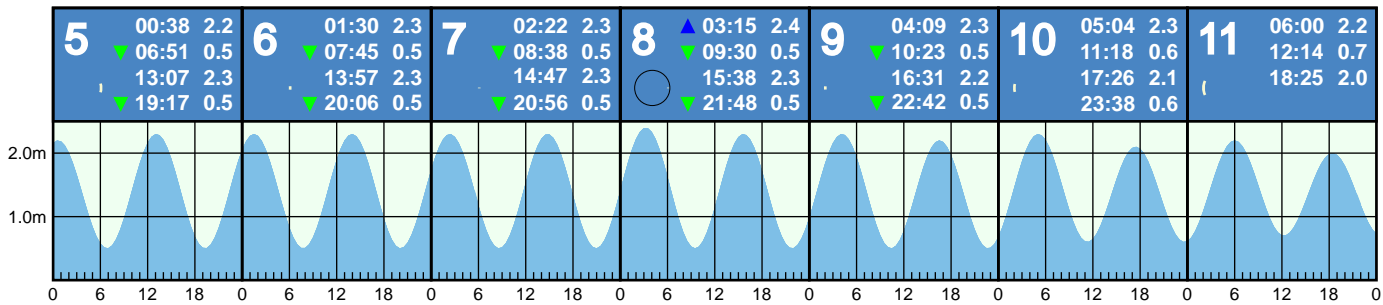 5
00:38 2.2
▼ 06:51 0.5
13:07 2.3
▼ 19:17 0.5
6
01:30 2.3
▼ 07:45 0.5
13:57 2.3
▼ 20:06 0.5
7
02:22 2.3
▼ 08:38 0.5
14:47 2.3
▼ 20:56 0.5
8
▲ 03:15 2.4
▼ 09:30 0.5
15:38 2.3
▼ 21:48 0.5
9
04:09 2.3
▼ 10:23 0.5
16:31 2.2
▼ 22:42 0.5
10
05:04 2.3
11:18 0.6
17:26 2.1
23:38 0.6
11
06:00 2.2
12:14 0.7
18:25 2.0
2.0m
1.0m
0 6 12 18 0 6 12 18 0 6 12 18 0 6 12 18 0 6 12 18 0 6 12 18 0 6 12 18 0